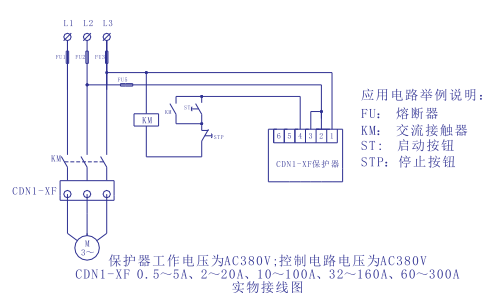 L1 L2 L3
FU1 FU2 FU3
FU5
KM
ST
KM
STP
6 5 4 3 2 1
CDN1-XF保护器
KM
CDN1-XF
M
3～
应用电路举例说明:
FU: 熔断器
KM: 交流接触器
ST: 启动按钮
STP: 停止按钮
保护器工作电压为AC380V;控制电路电压为AC380V
CDN1-XF 0.5～5A、2～20A、10～100A、32～160A、60～300A
实物接线图